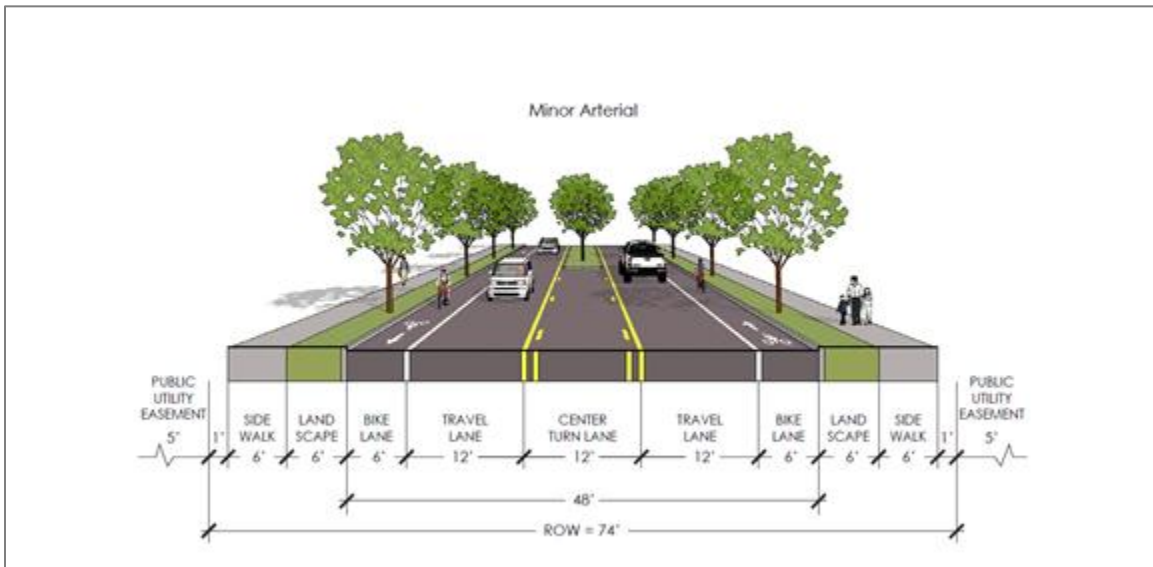 Minor Arterial
PUBLIC
UTILITY
EASEMENT
5'
1'
SIDE
WALK
6'
LAND
SCAPE
6'
BIKE
LANE
6'
TRAVEL
LANE
12'
CENTER
TURN LANE
12'
TRAVEL
LANE
12'
BIKE
LANE
6'
LAND
SCAPE
6'
SIDE
WALK
6'
1'
PUBLIC
UTILITY
EASEMENT
5'
48'
ROW = 74'